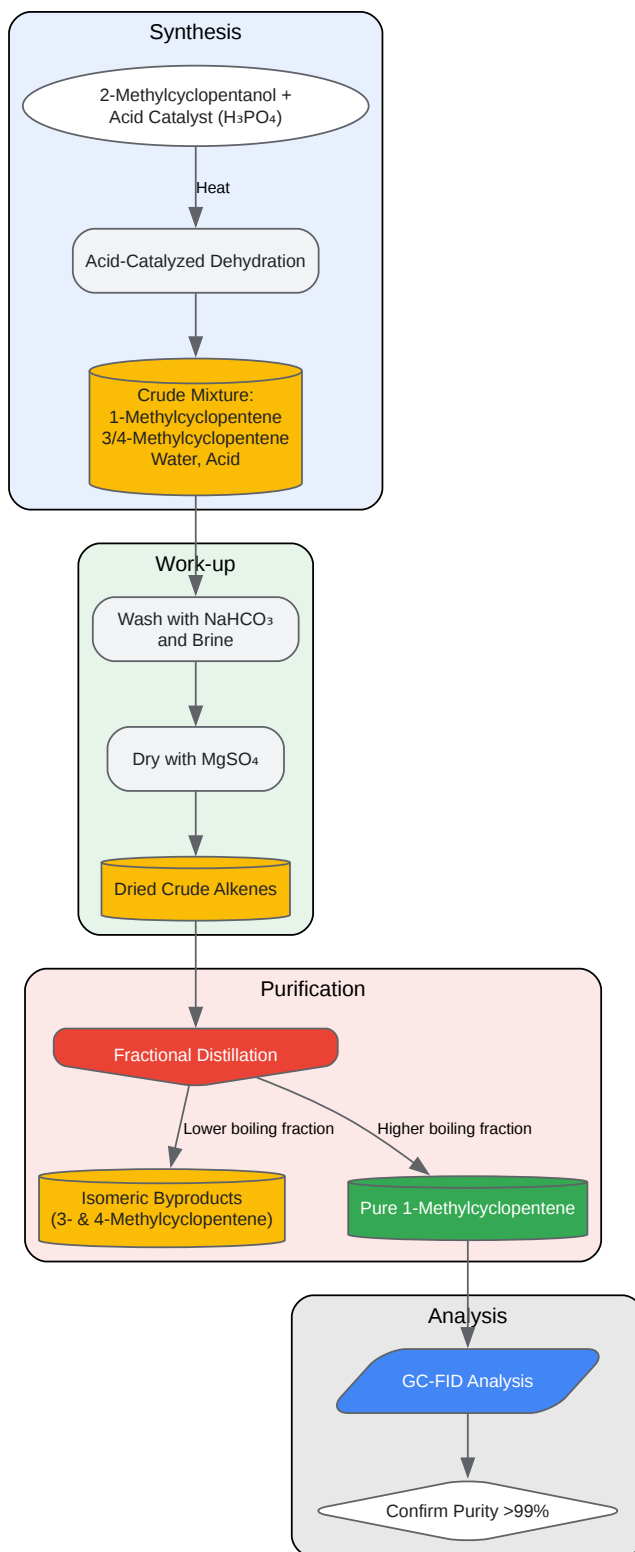 Synthesis
2-Methylcyclopentanol +
Acid Catalyst (H₃PO₄)
Heat
Acid-Catalyzed Dehydration
Crude Mixture:
1-Methylcyclopentene
3/4-Methylcyclopentene
Water, Acid
Work-up
Wash with NaHCO₃
and Brine
Dry with MgSO₄
Dried Crude Alkenes
Purification
Fractional Distillation
Lower boiling fraction
Higher boiling fraction
Isomeric Byproducts
(3- & 4-Methylcyclopentene)
Pure 1-Methylcyclopentene
Analysis
GC-FID Analysis
Confirm Purity >99%